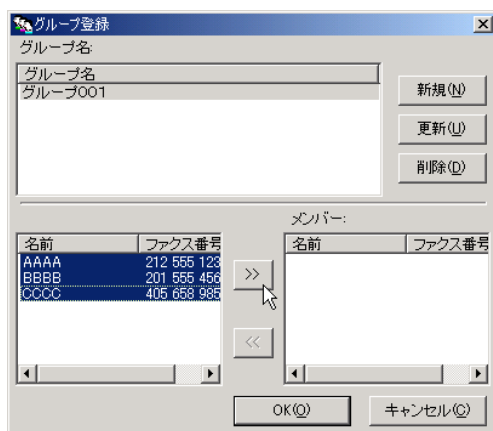 グループ登録
グループ名:
グループ名
グループ001
新規(N)
更新(U)
削除(D)
メンバー:
名前 ファクス番号
AAAA 212 555 123
BBBB 201 555 456
CCCC 405 658 985
>>
<<
名前 ファクス番号
OK(O) キャンセル(C)